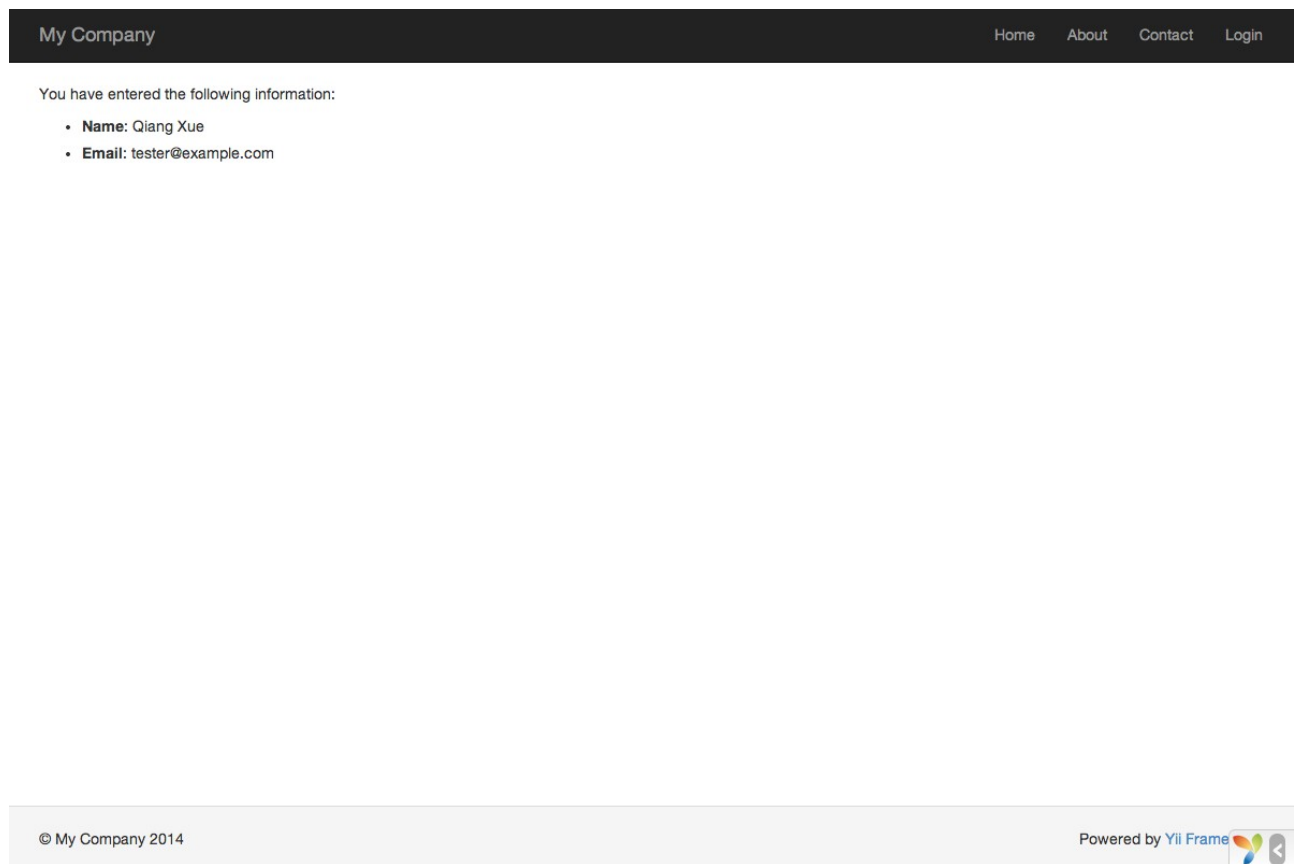 My Company Home About Contact Login
You have entered the following information:
• Name: Qiang Xue
• Email: tester@example.com
© My Company 2014 Powered by Yii Frame